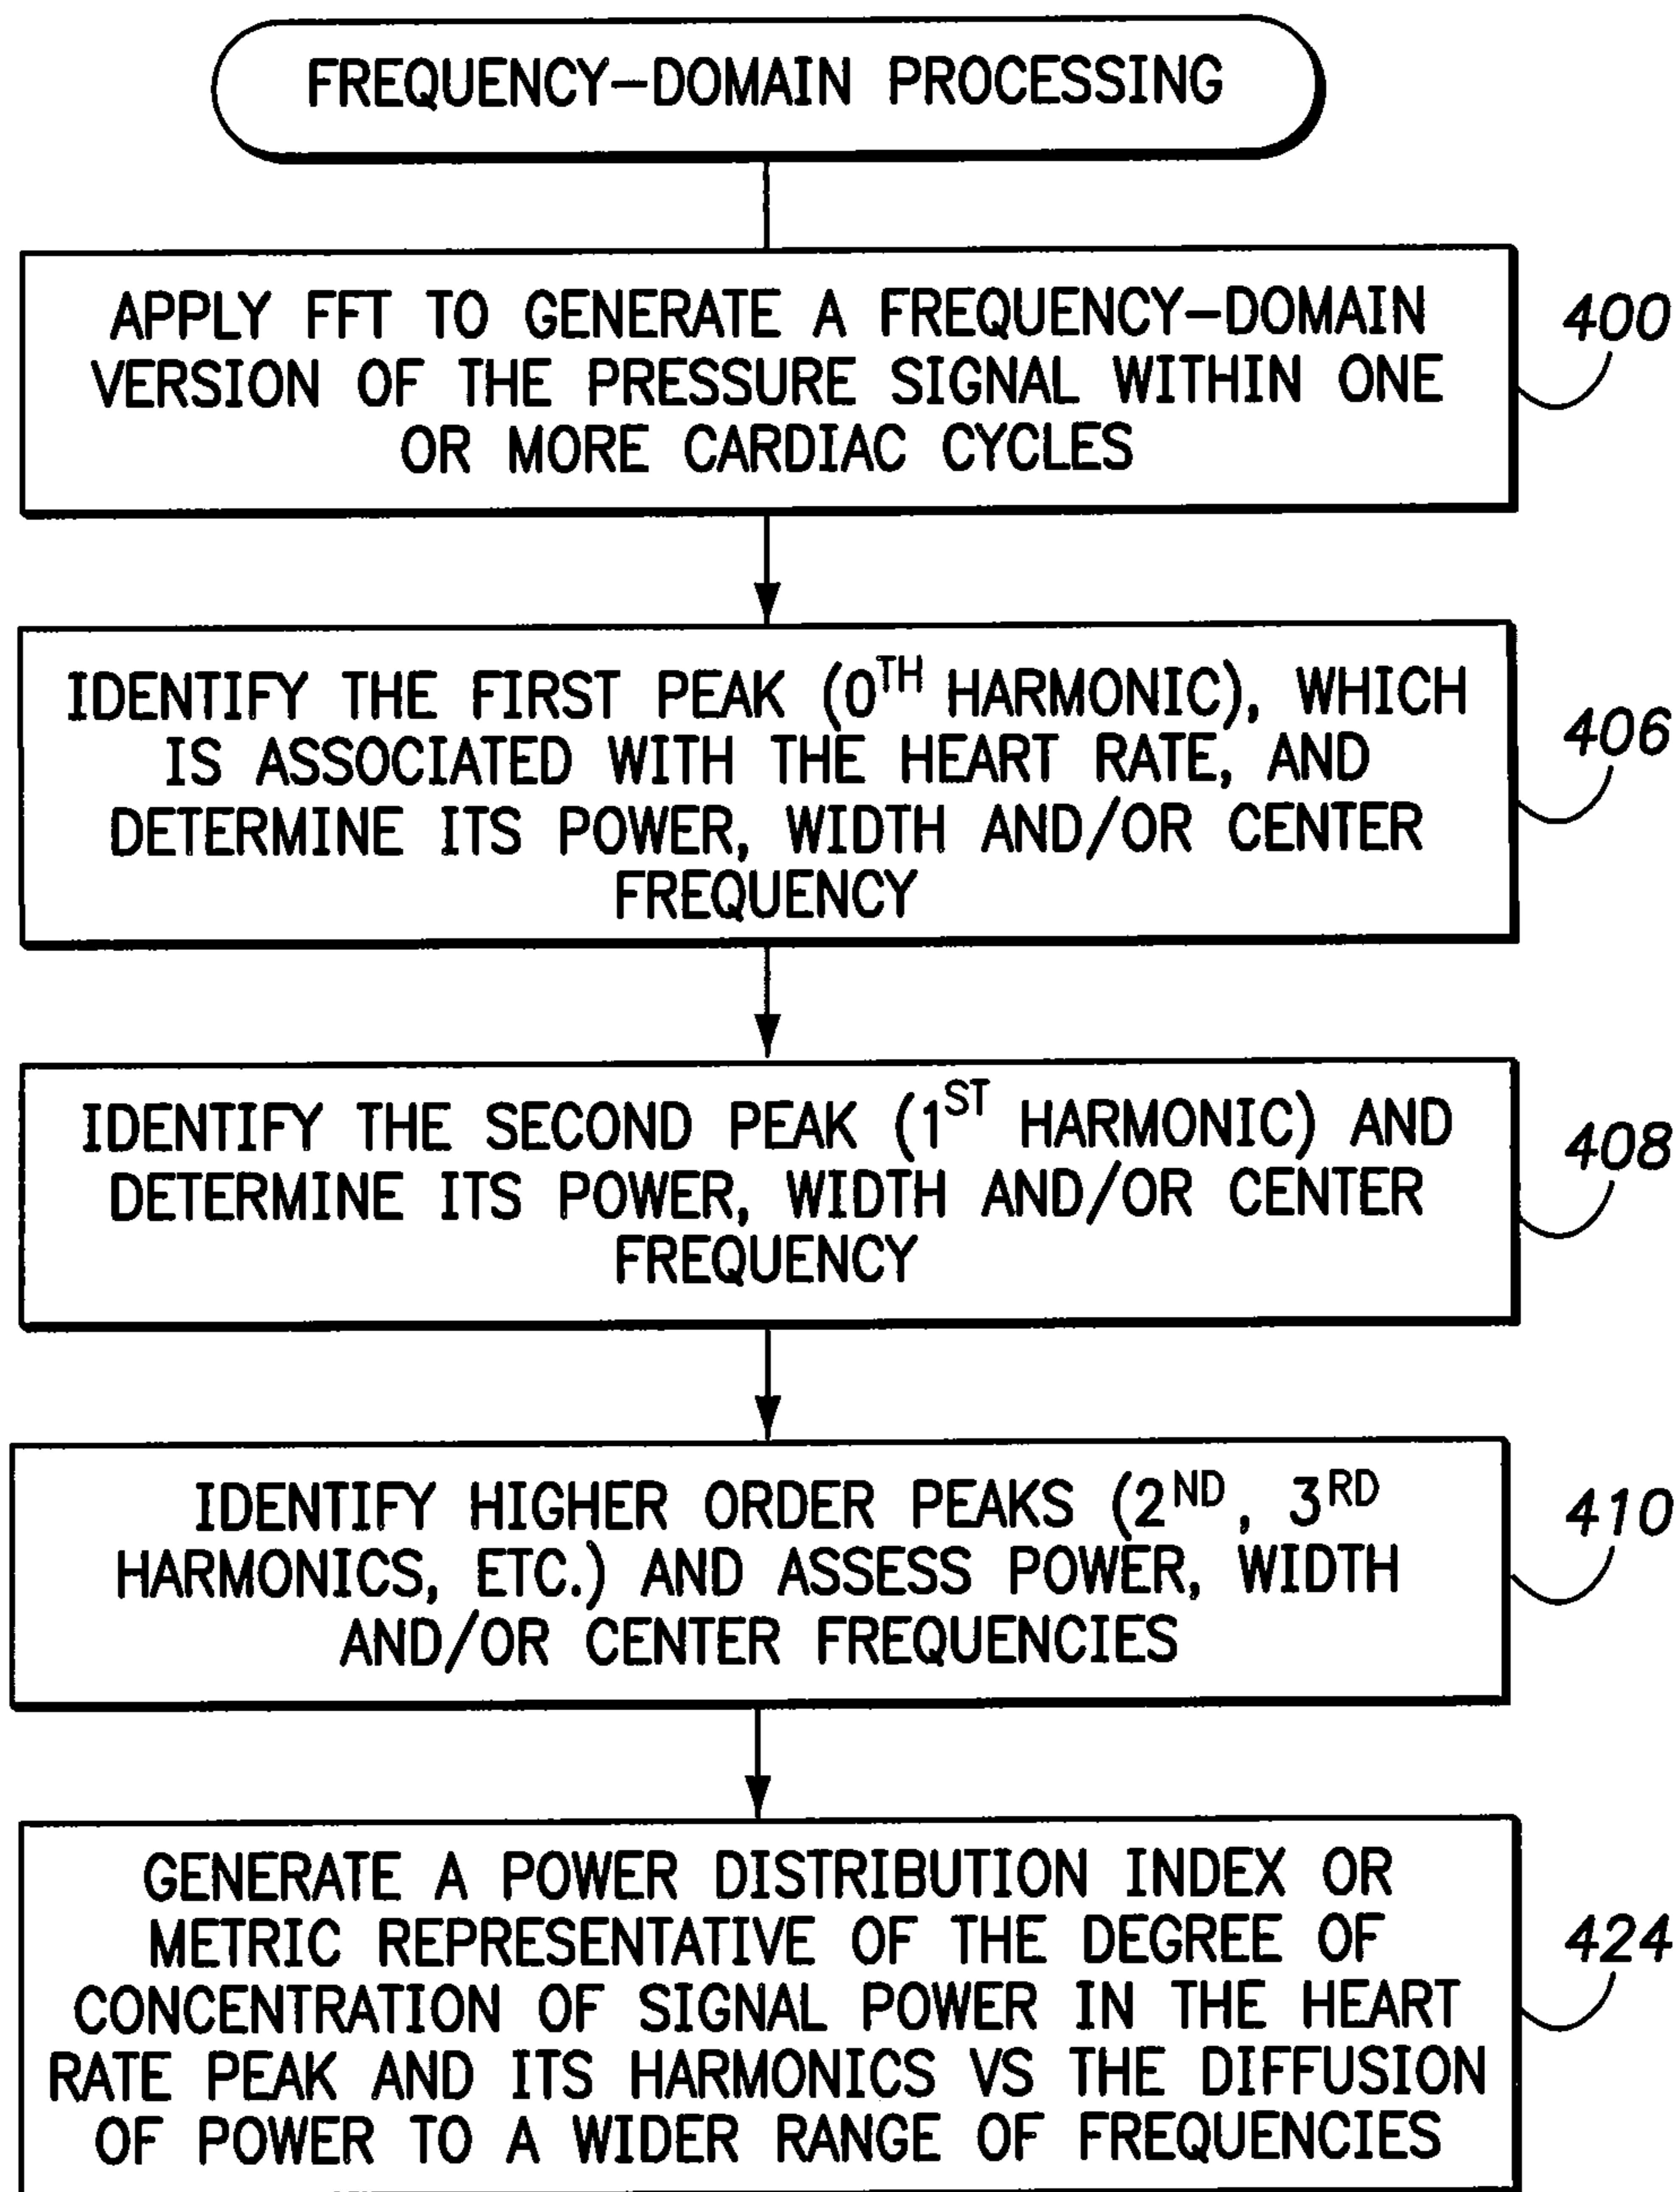 FREQUENCY-DOMAIN PROCESSING
APPLY FFT TO GENERATE A FREQUENCY-DOMAIN
VERSION OF THE PRESSURE SIGNAL WITHIN ONE
OR MORE CARDIAC CYCLES
400
IDENTIFY THE FIRST PEAK (0TH HARMONIC), WHICH
IS ASSOCIATED WITH THE HEART RATE, AND
DETERMINE ITS POWER, WIDTH AND/OR CENTER
FREQUENCY
406
IDENTIFY THE SECOND PEAK (1ST HARMONIC) AND
DETERMINE ITS POWER, WIDTH AND/OR CENTER
FREQUENCY
408
IDENTIFY HIGHER ORDER PEAKS (2ND, 3RD
HARMONICS, ETC.) AND ASSESS POWER, WIDTH
AND/OR CENTER FREQUENCIES
410
GENERATE A POWER DISTRIBUTION INDEX OR
METRIC REPRESENTATIVE OF THE DEGREE OF
CONCENTRATION OF SIGNAL POWER IN THE HEART
RATE PEAK AND ITS HARMONICS VS THE DIFFUSION
OF POWER TO A WIDER RANGE OF FREQUENCIES
424